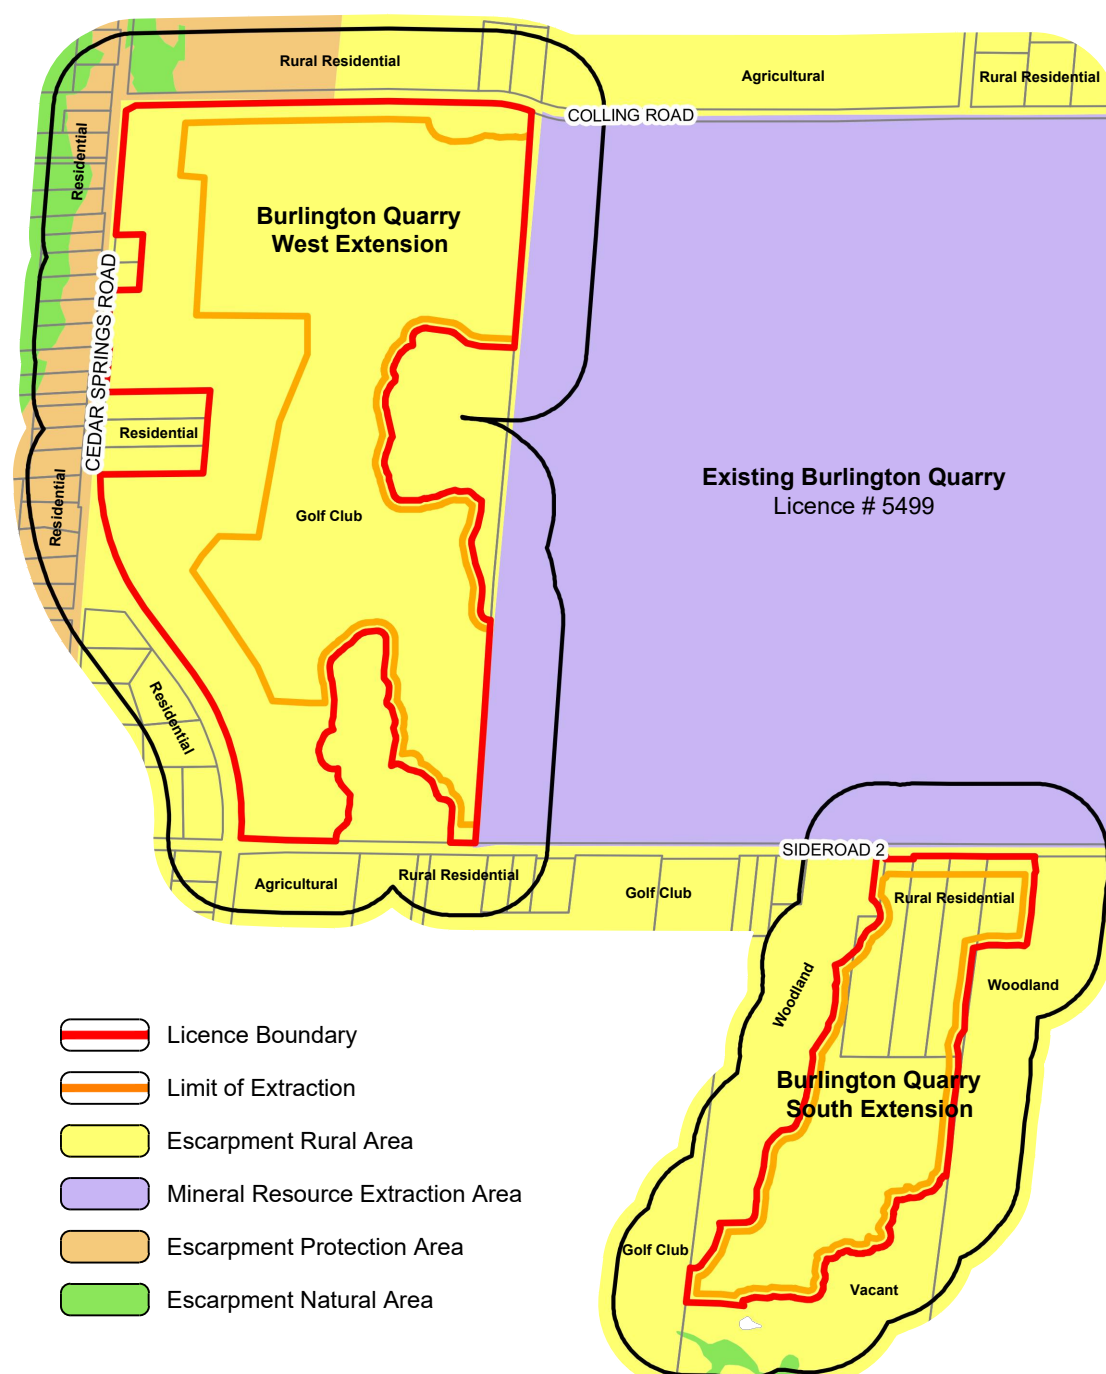 Rural Residential
Agricultural
Rural Residential
COLLING ROAD
Residential
Burlington Quarry
West Extension
CEDAR SPRINGS ROAD
Residential
Residential
Golf Club
Existing Burlington Quarry
Licence # 5499
Residential
SIDEROAD 2
Agricultural
Rural Residential
Golf Club
Rural Residential
Woodland
Woodland
Burlington Quarry
South Extension
Golf Club
Vacant
Licence Boundary
Limit of Extraction
Escarpment Rural Area
Mineral Resource Extraction Area
Escarpment Protection Area
Escarpment Natural Area